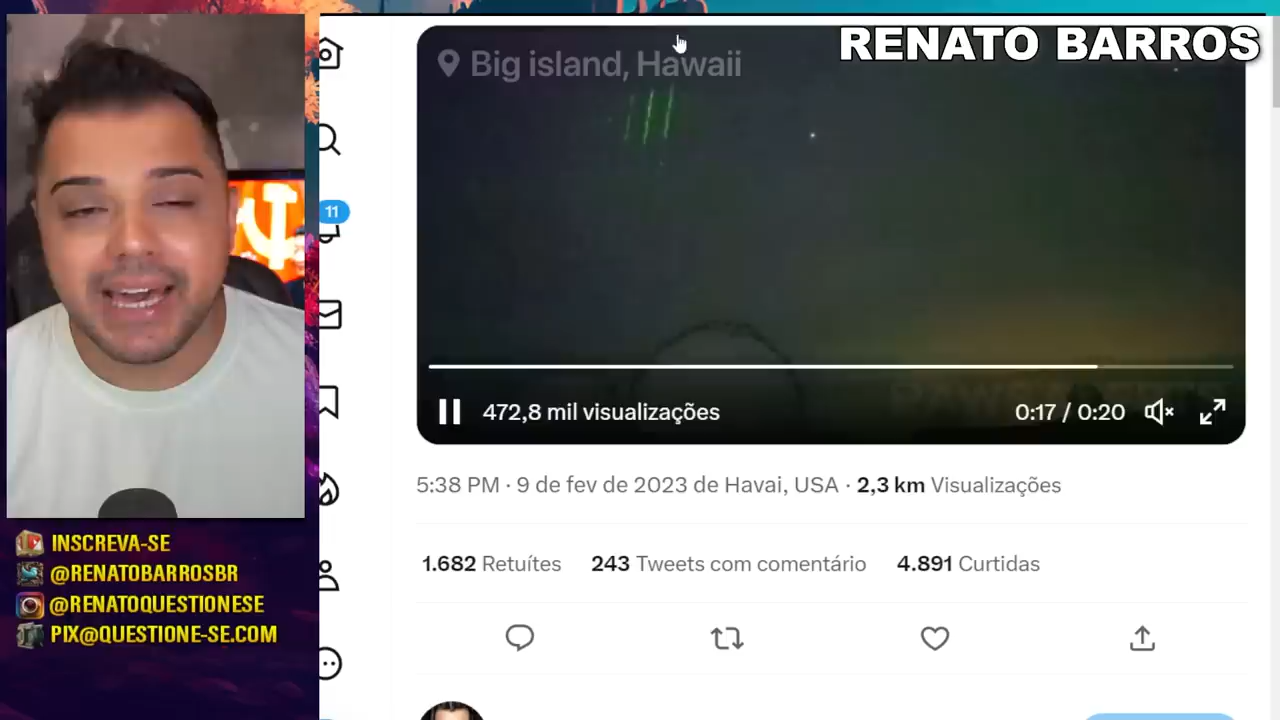 RENATO BARROS
Big island, Hawaii
11
472,8 mil visualizações
0:17 / 0:20
5:38 PM · 9 de fev de 2023 de Havai, USA · 2,3 km Visualizações
1.682 Retuítes 243 Tweets com comentário 4.891 Curtidas
INSCREVA-SE
@RENATOBARROSBR
@RENATOQUESTIONESE
PIX@QUESTIONE-SE.COM